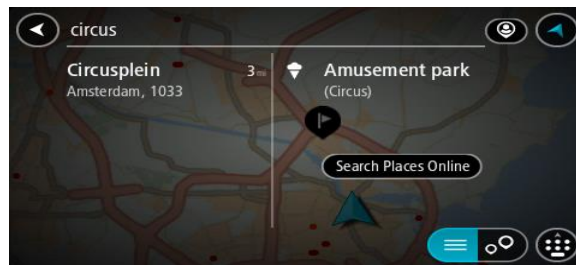 circus
Circusplein
3 mi
Amsterdam, 1033
Amusement park
(Circus)
Search Places Online